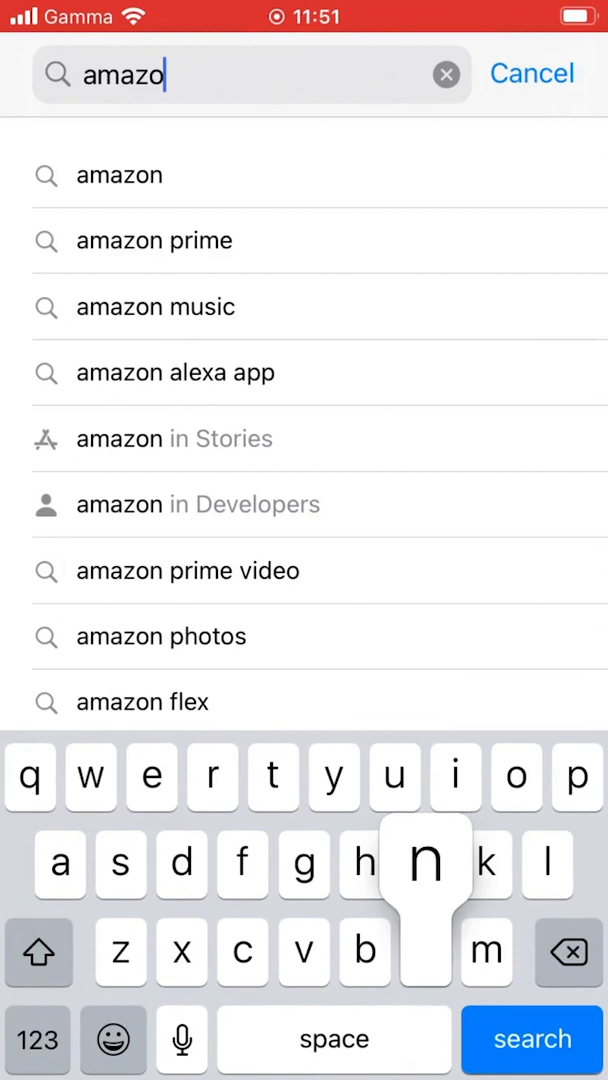 Gamma 11:51
amazo Cancel
amazon
amazon prime
amazon music
amazon alexa app
amazon in Stories
amazon in Developers
amazon prime video
amazon photos
amazon flex
q w e r t y u i o p
a s d f g h n k l
z x c v b m
123 space search